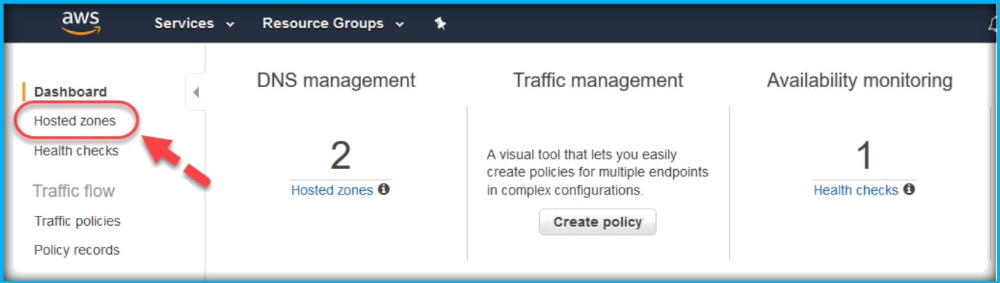 aws
Services
Resource Groups
Dashboard
Hosted zones
Health checks
Traffic flow
Traffic policies
Policy records
DNS management
2
Hosted zones
Traffic management
A visual tool that lets you easily
create policies for multiple endpoints
in complex configurations.
Create policy
Availability monitoring
1
Health checks